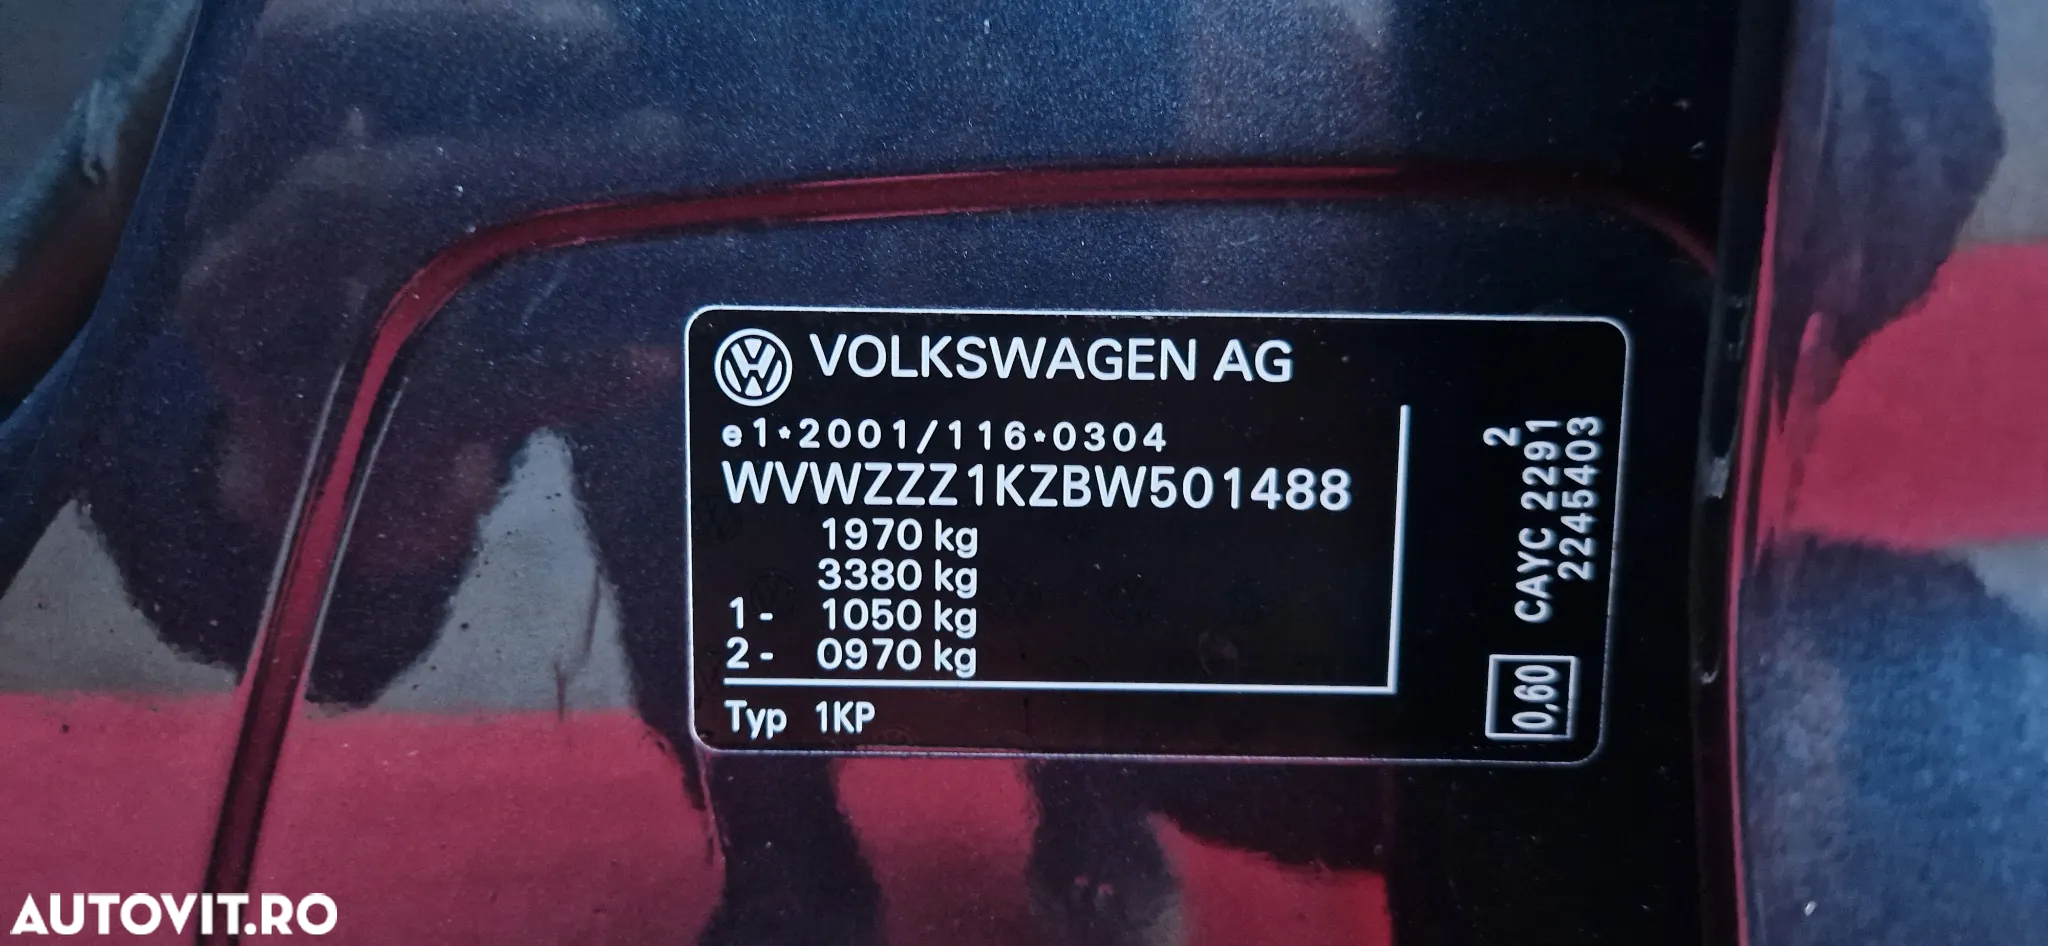 VOLKSWAGEN AG
e1*2001/116*0304
WVWZZZ1KZBW501488
1970 kg
3380 kg
1- 1050 kg
2- 0970 kg
Typ 1KP
2
CAYC 2291
2245403
0,60
AUTOVIT.RO